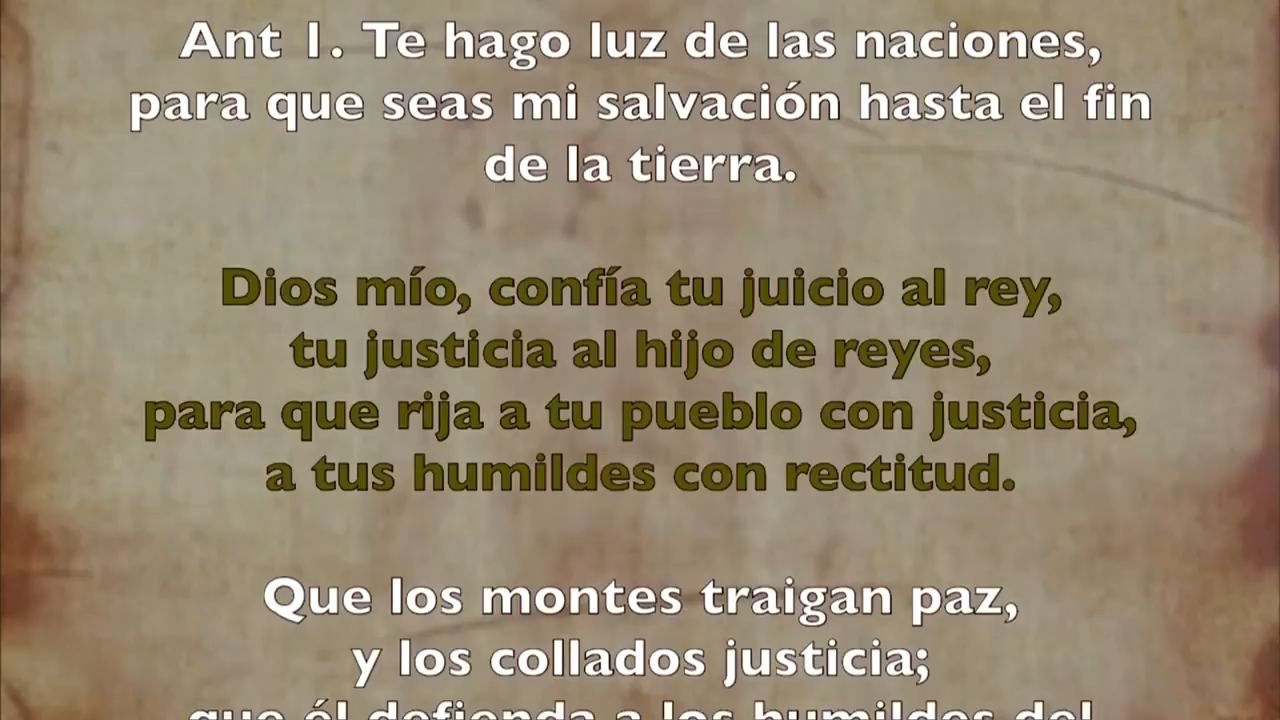 Ant 1. Te hago luz de las naciones,
para que seas mi salvación hasta el fin
de la tierra.
Dios mío, confía tu juicio al rey,
tu justicia al hijo de reyes,
para que rija a tu pueblo con justicia,
a tus humildes con rectitud.
Que los montes traigan paz,
y los collados justicia;
que él defienda a los humildes del